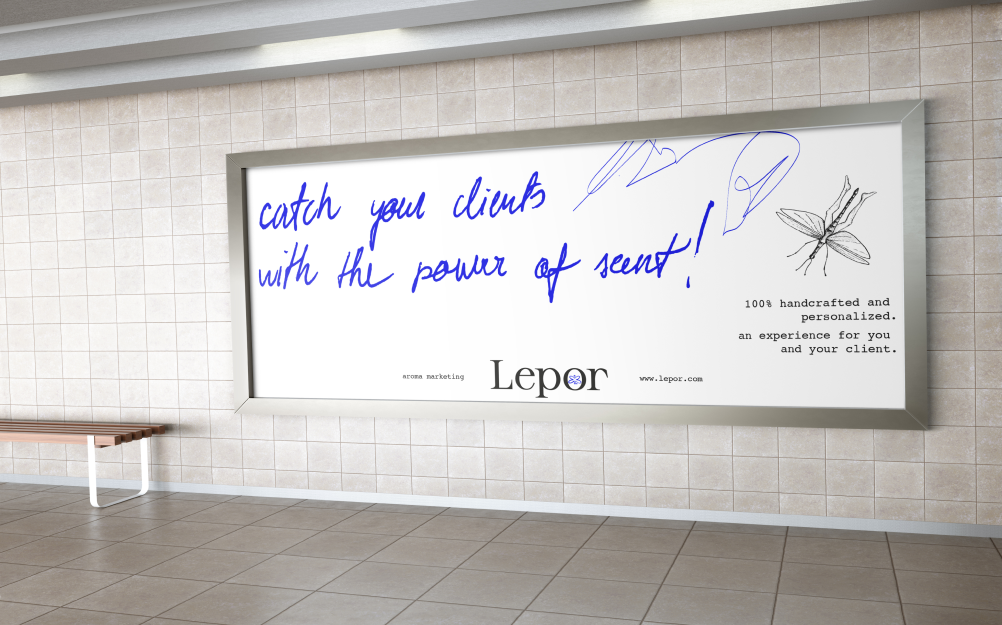 catch your clients
with the power of scent!
100% handcrafted and
personalized.
an experience for you
and your client.
aroma marketing
Lepor
www.lepor.com